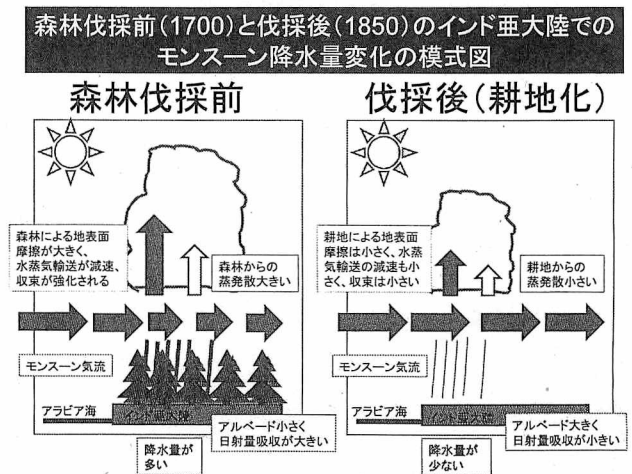 森林伐採前(1700)と伐採後(1850)のインド亜大陸での
モンスーン降水量変化の模式図
森林伐採前
森林による地表面
摩擦が大きく、
水蒸気輸送が減速、
収束が強化される
森林からの
蒸発散大きい
モンスーン気流
アラビア海
インド亜大陸
アルベード小さく
日射量吸収が大きい
降水量が
多い
伐採後(耕地化)
耕地による地表面
摩擦は小さく、水蒸
気輸送の減速も小
さく、収束は小さい
耕地からの
蒸発散小さい
モンスーン気流
アラビア海
インド亜大陸
アルベード大きく
日射量吸収が小さい
降水量が
少ない